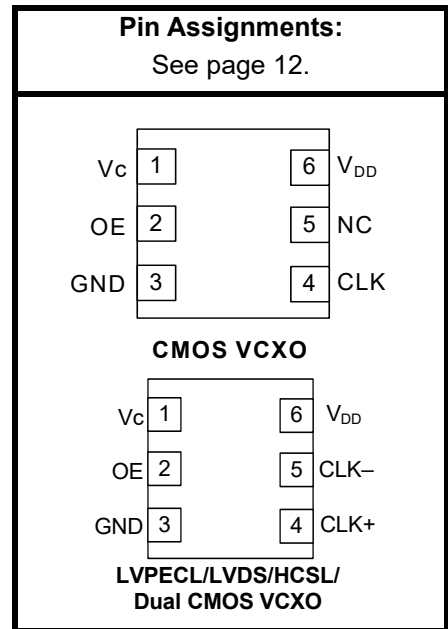 Pin Assignments:
See page 12.
Vc 1 6 VDD
OE 2 5 NC
GND 3 4 CLK
CMOS VCXO
Vc 1 6 VDD
OE 2 5 CLK–
GND 3 4 CLK+
LVPECL/LVDS/HCSL/
Dual CMOS VCXO